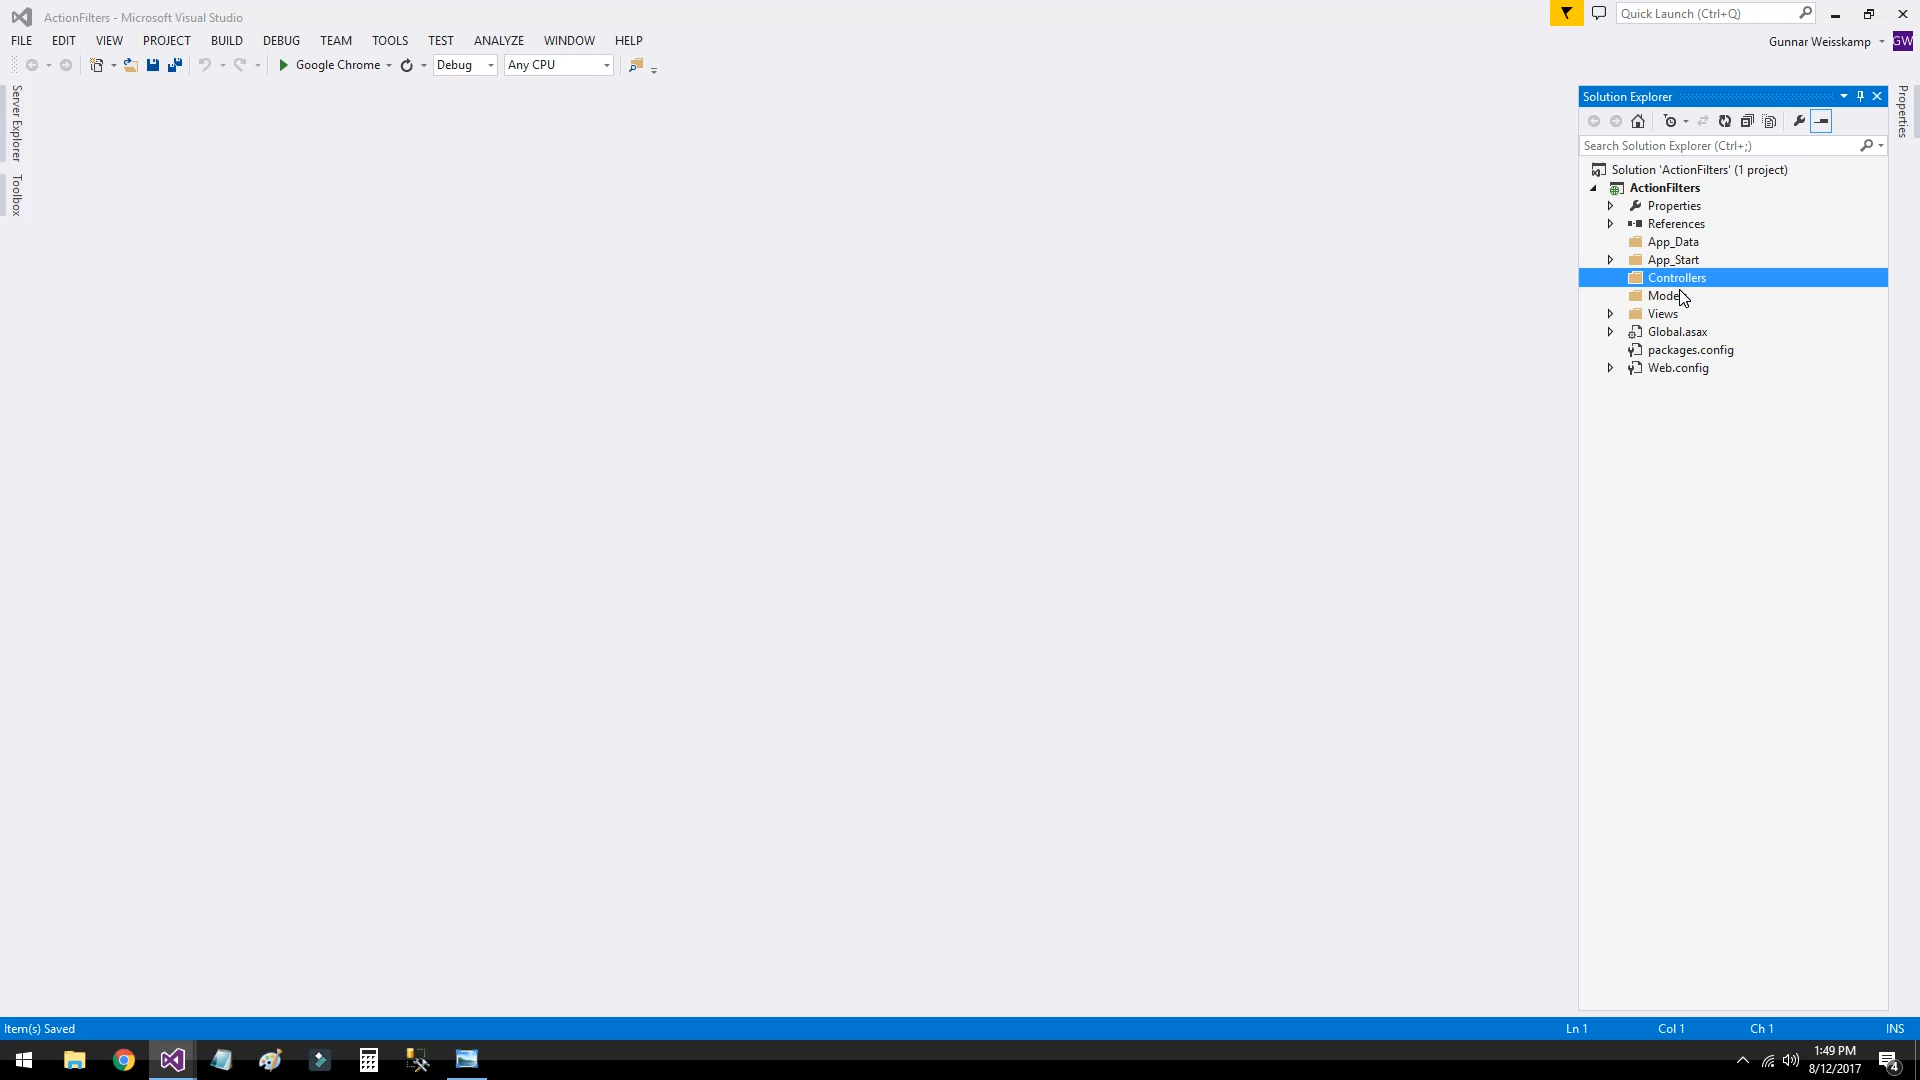 ActionFilters - Microsoft Visual Studio
Quick Launch (Ctrl+Q)
FILE EDIT VIEW PROJECT BUILD DEBUG TEAM TOOLS TEST ANALYZE WINDOW HELP
Gunnar Weisskamp GW
Google Chrome Debug Any CPU
Server Explorer
Toolbox
Solution Explorer
Properties
Search Solution Explorer (Ctrl+;)
Solution 'ActionFilters' (1 project)
ActionFilters
Properties
References
App_Data
App_Start
Controllers
Mode
Views
Global.asax
packages.config
Web.config
Item(s) Saved Ln 1 Col 1 Ch 1 INS
1:49 PM
8/12/2017
4